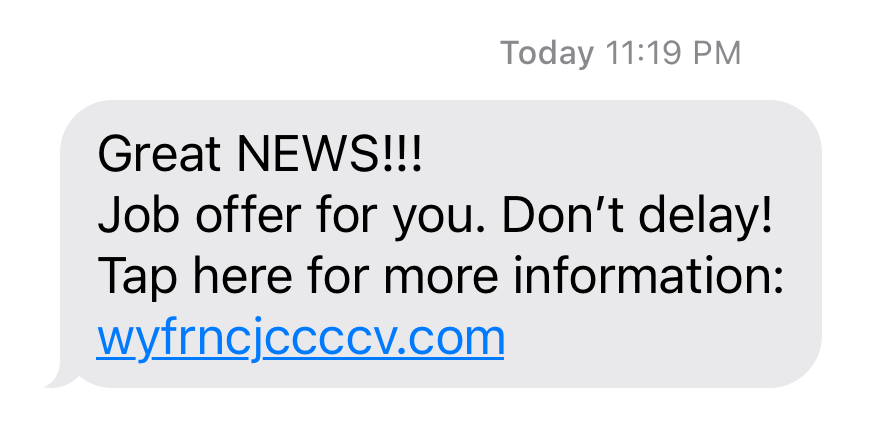 Today 11:19 PM
Great NEWS!!!
Job offer for you. Don’t delay!
Tap here for more information:
wyfrncjccccv.com